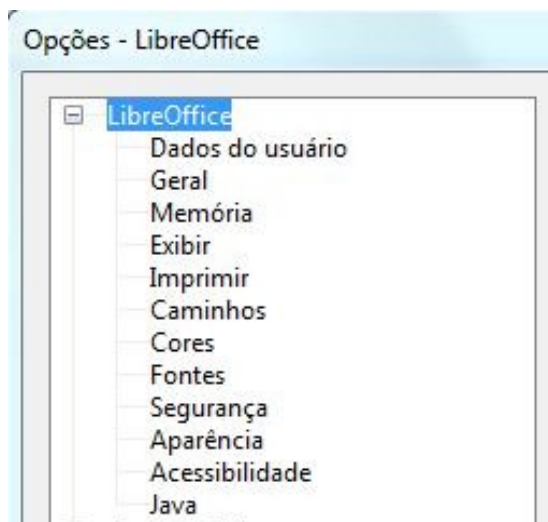 Opções - LibreOffice
LibreOffice
Dados do usuário
Geral
Memória
Exibir
Imprimir
Caminhos
Cores
Fontes
Segurança
Aparência
Acessibilidade
Java